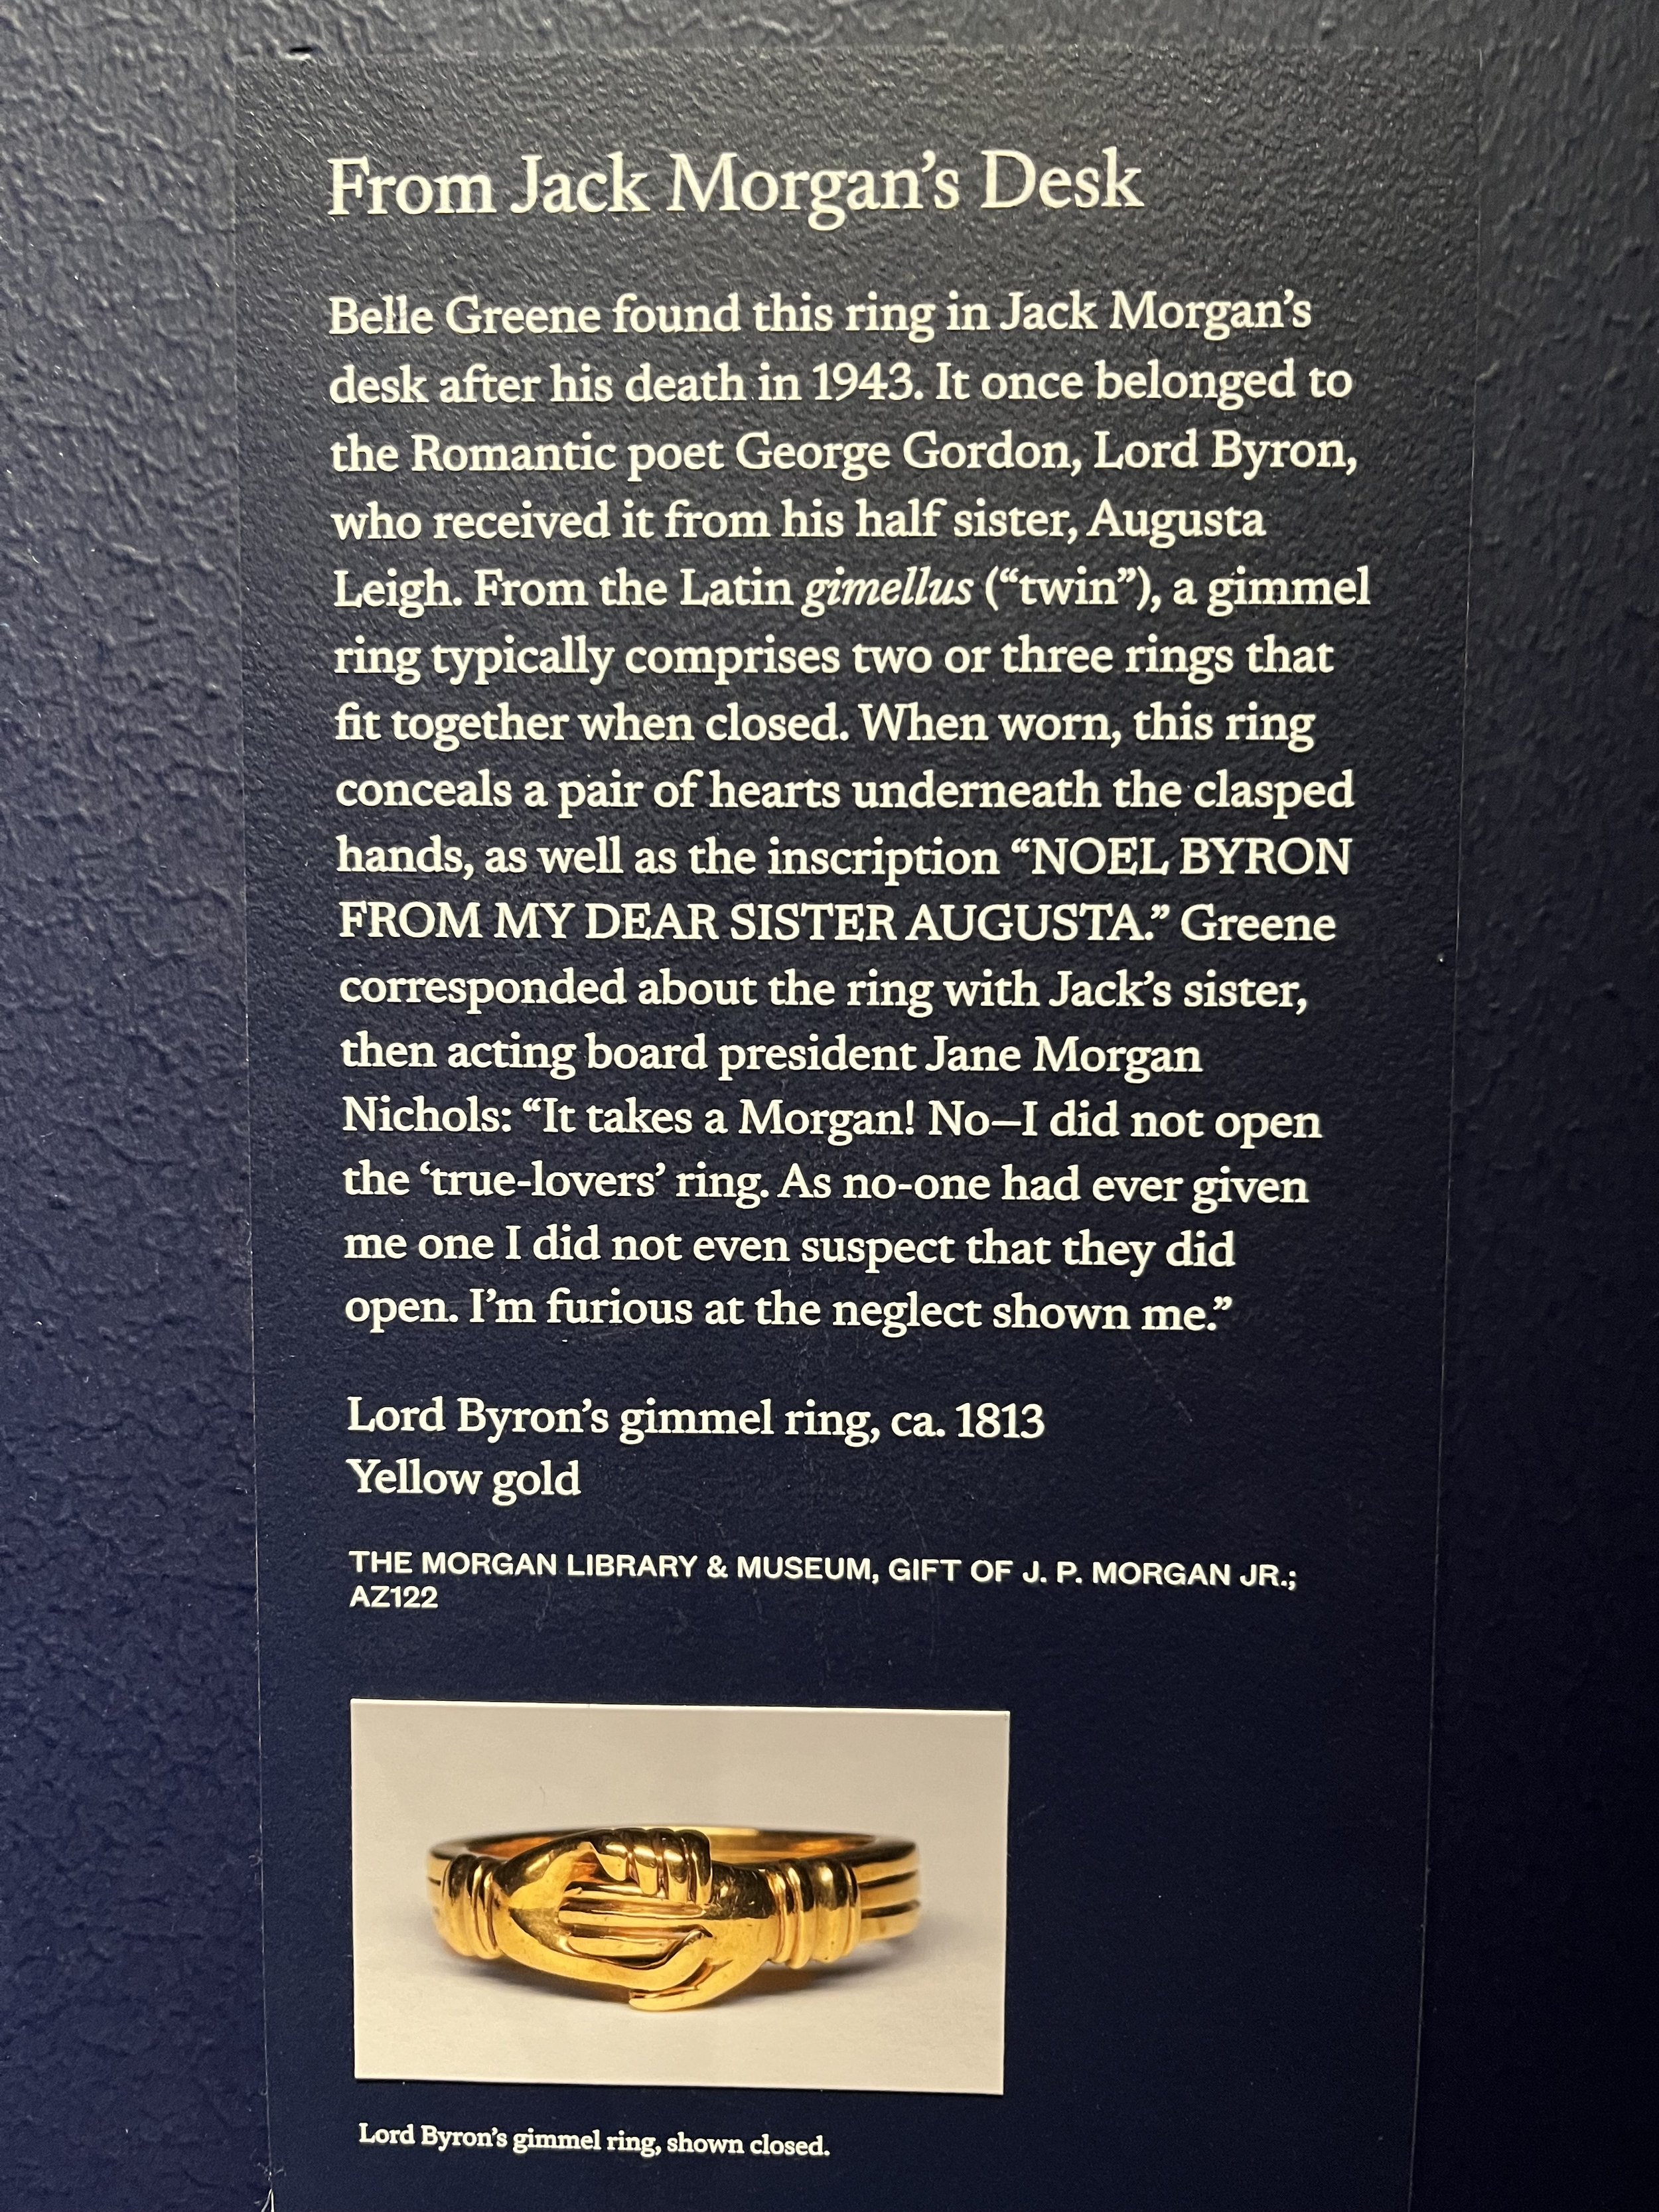 From Jack Morgan’s Desk
Belle Greene found this ring in Jack Morgan’s
desk after his death in 1943. It once belonged to
the Romantic poet George Gordon, Lord Byron,
who received it from his half sister, Augusta
Leigh. From the Latin gimellus (“twin”), a gimmel
ring typically comprises two or three rings that
fit together when closed. When worn, this ring
conceals a pair of hearts underneath the clasped
hands, as well as the inscription “NOEL BYRON
FROM MY DEAR SISTER AUGUSTA.” Greene
corresponded about the ring with Jack’s sister,
then acting board president Jane Morgan
Nichols: “It takes a Morgan! No—I did not open
the ‘true-lovers’ ring. As no-one had ever given
me one I did not even suspect that they did
open. I’m furious at the neglect shown me.”
Lord Byron’s gimmel ring, ca. 1813
Yellow gold
THE MORGAN LIBRARY & MUSEUM, GIFT OF J. P. MORGAN JR.;
AZ122
Lord Byron’s gimmel ring, shown closed.